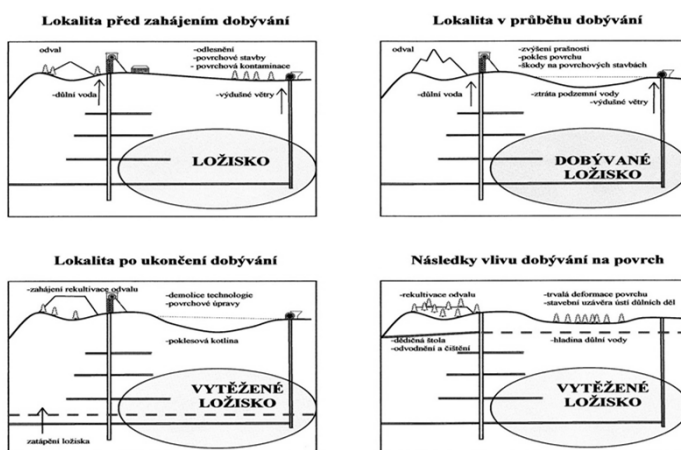 Lokalita před zahájením dobývání
odval
-odlesnění
-povrchové stavby
- povrchová kontaminace
-důlní voda
-výdušné větry
LOŽISKO
Lokalita v průběhu dobývání
odval
-zvýšení prašnosti
-pokles povrchu
-škody na povrchových stavbách
-důlní voda
-ztráta podzemní vody
-výdušné větry
DOBÝVANÉ
LOŽISKO
Lokalita po ukončení dobývání
-zahájení rekultivace odvalu
-demolice technologie
-povrchové úpravy
-poklesová kotlina
VYTĚŽENÉ
LOŽISKO
zatápění ložiska
Následky vlivu dobývání na povrch
-rekultivace odvalu
-trvalá deformace povrchu
-stavební uzávěra ústí důlních děl
-dědičná štola
-odvodnění a čištění
-hladina důlní vody
VYTĚŽENÉ
LOŽISKO